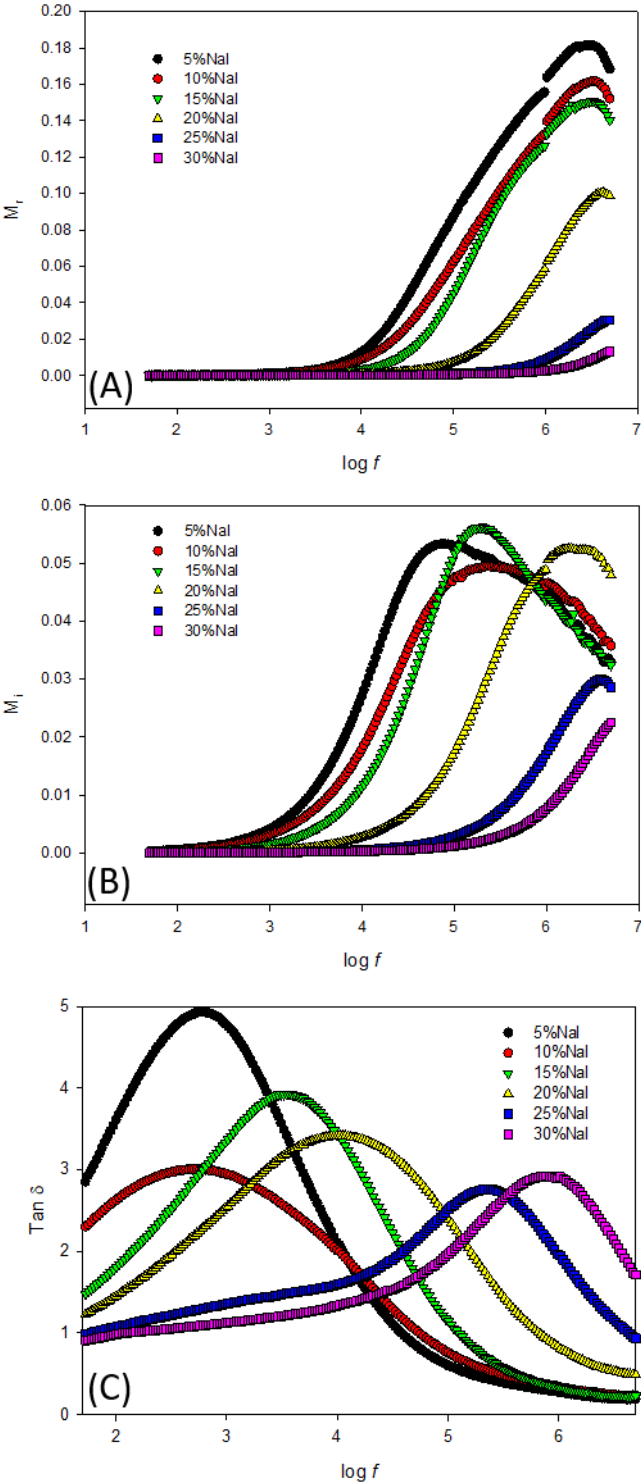 0.20
0.18
0.16
0.14
0.12
0.10
0.08
0.06
0.04
0.02
0.00
Mr
5%NaI
10%NaI
15%NaI
20%NaI
25%NaI
30%NaI
(A)
1 2 3 4 5 6 7
log f
0.06
0.05
0.04
0.03
0.02
0.01
0.00
Mi
5%NaI
10%NaI
15%NaI
20%NaI
25%NaI
30%NaI
(B)
1 2 3 4 5 6 7
log f
5
4
3
2
1
0
Tan δ
5%NaI
10%NaI
15%NaI
20%NaI
25%NaI
30%NaI
(C)
2 3 4 5 6
log f